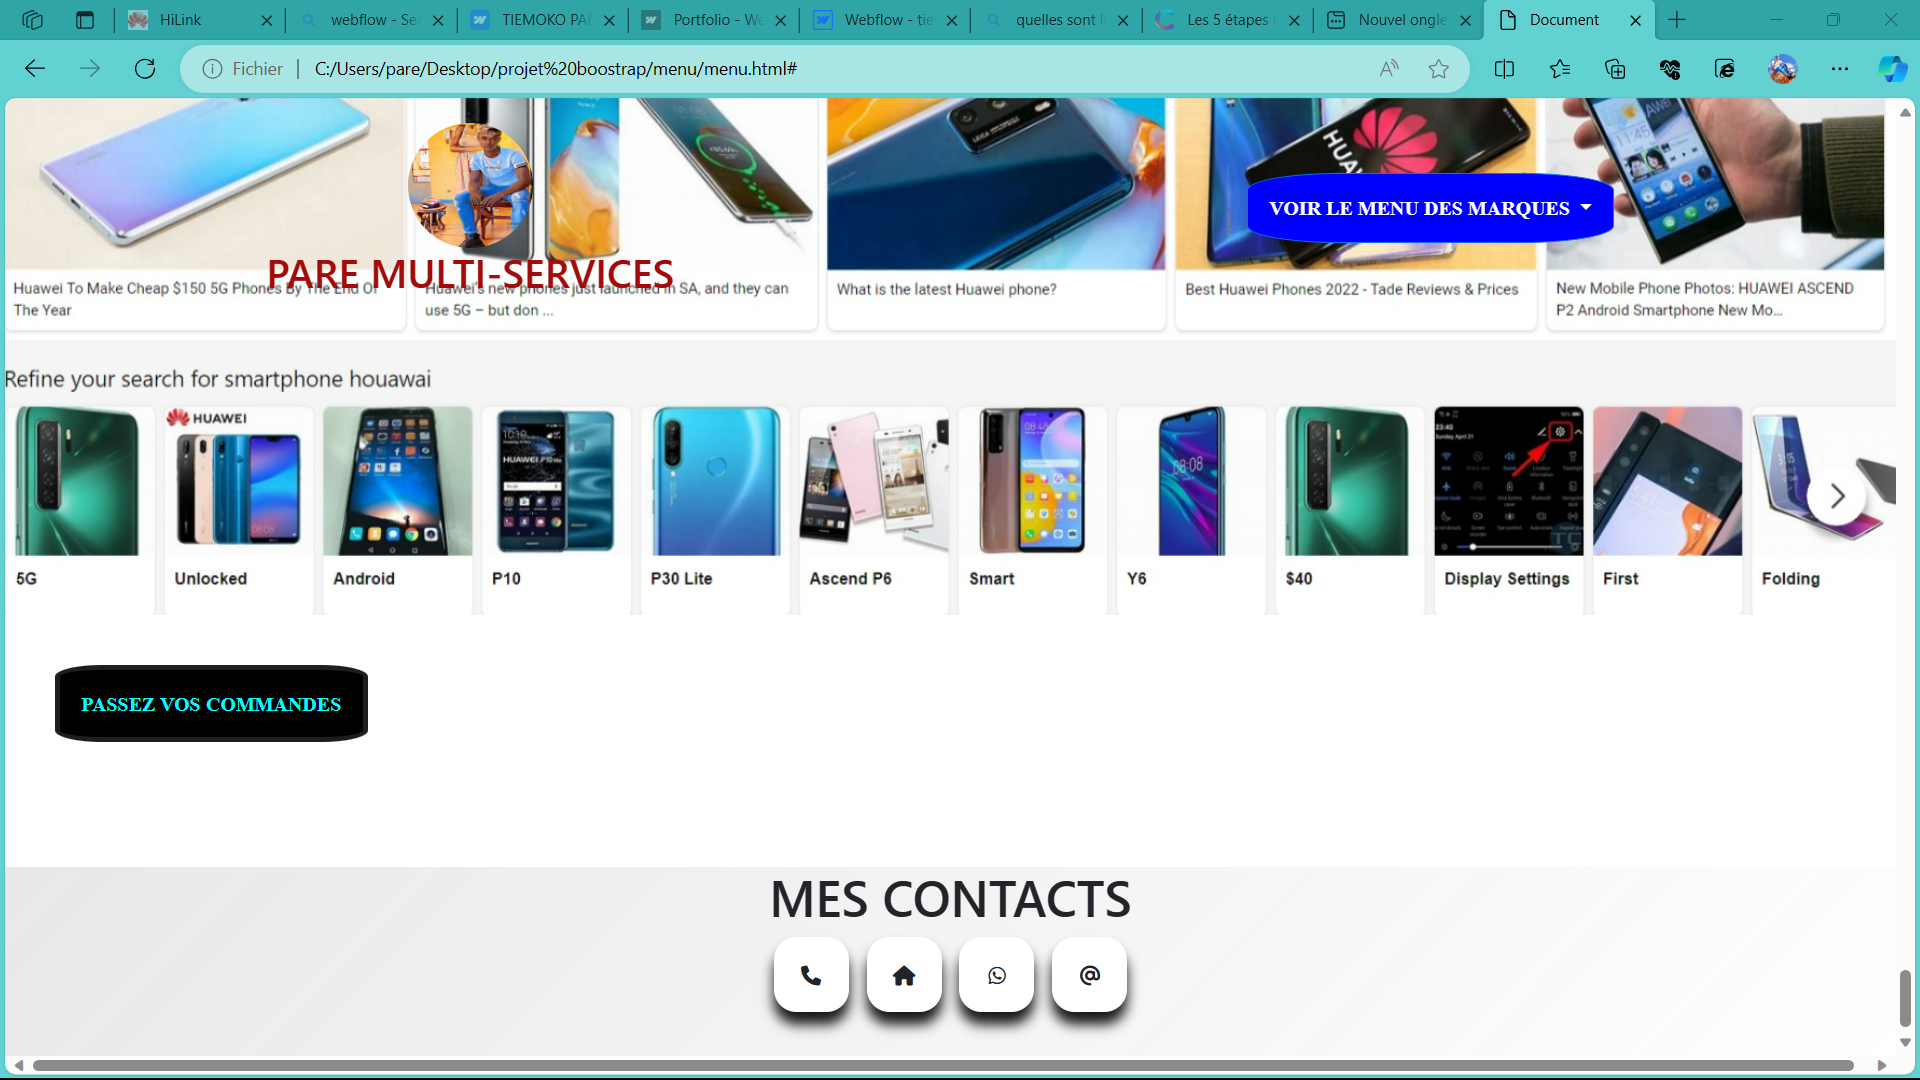 HiLink
webflow - Se
TIEMOKO PAR
Portfolio - We
Webflow - tie
quelles sont l
Les 5 étapes i
Nouvel ongle
Document
Fichier
C:/Users/pare/Desktop/projet%20boostrap/menu/menu.html#
HUAWEI
VOIR LE MENU DES MARQUES
PARE MULTI-SERVICES
Huawei To Make Cheap $150 5G Phones By The End Of
The Year
Huawei's new phones just launched in SA, and they can
use 5G – but don ...
What is the latest Huawei phone?
Best Huawei Phones 2022 - Tade Reviews & Prices
New Mobile Phone Photos: HUAWEI ASCEND
P2 Android Smartphone New Mo...
Refine your search for smartphone houawai
HUAWEI
5G
Unlocked
Android
P10
P30 Lite
Ascend P6
Smart
Y6
$40
Display Settings
First
Folding
PASSEZ VOS COMMANDES
MES CONTACTS